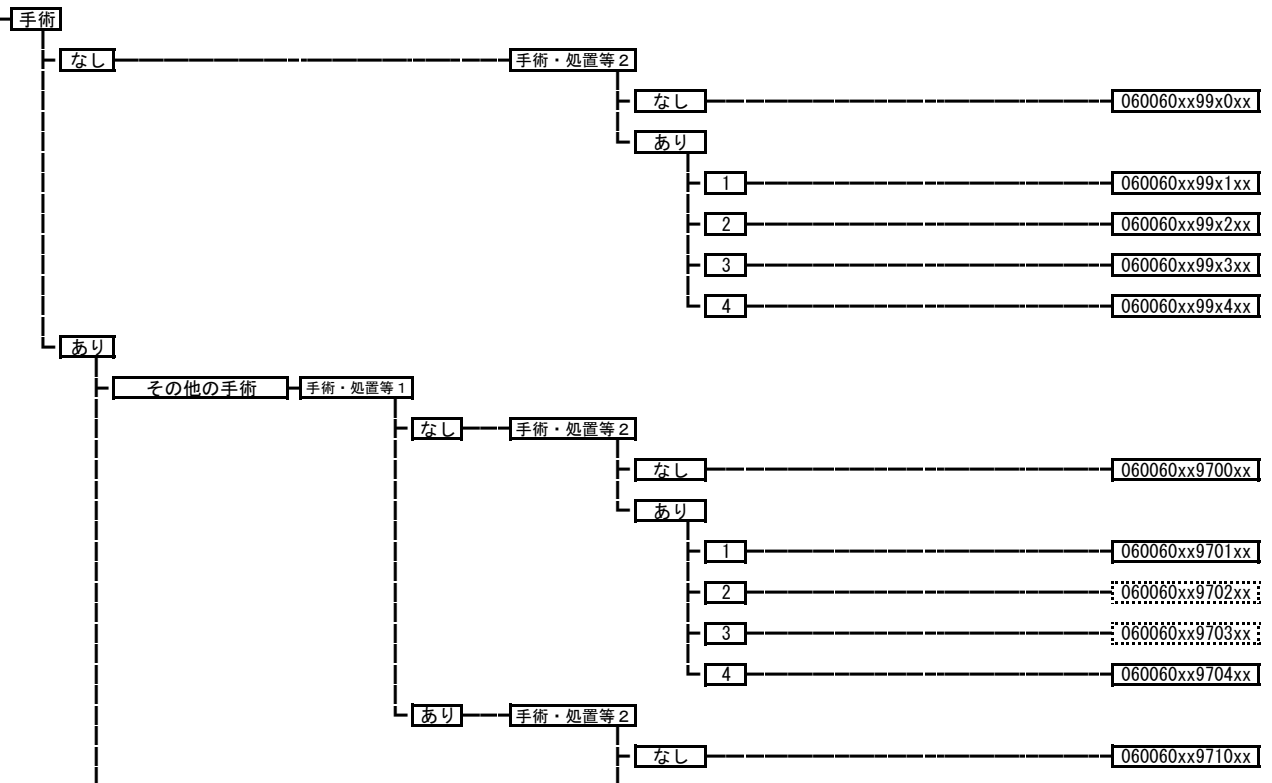 手術
なし 手術・処置等２
なし 060060xx99x0xx
あり
1 060060xx99x1xx
2 060060xx99x2xx
3 060060xx99x3xx
4 060060xx99x4xx
あり
その他の手術 手術・処置等１
なし 手術・処置等２
なし 060060xx9700xx
あり
1 060060xx9701xx
2 060060xx9702xx
3 060060xx9703xx
4 060060xx9704xx
あり 手術・処置等２
なし 060060xx9710xx